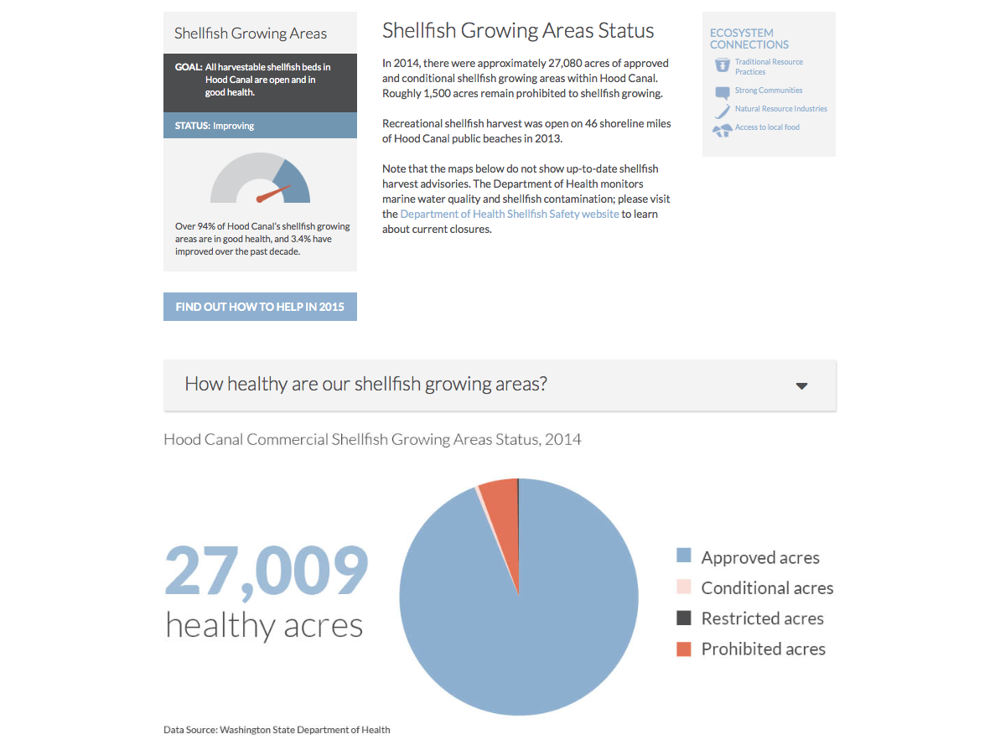 Shellfish Growing Areas
GOAL: All harvestable shellfish beds in
Hood Canal are open and in
good health.
STATUS: Improving
Over 94% of Hood Canal's shellfish growing
areas are in good health, and 3.4% have
improved over the past decade.
FIND OUT HOW TO HELP IN 2015
Shellfish Growing Areas Status
In 2014, there were approximately 27,080 acres of approved
and conditional shellfish growing areas within Hood Canal.
Roughly 1,500 acres remain prohibited to shellfish growing.
Recreational shellfish harvest was open on 46 shoreline miles
of Hood Canal public beaches in 2013.
Note that the maps below do not show up-to-date shellfish
harvest advisories. The Department of Health monitors
marine water quality and shellfish contamination; please visit
the Department of Health Shellfish Safety website to learn
about current closures.
ECOSYSTEM
CONNECTIONS
Traditional Resource
Practices
Strong Communities
Natural Resource Industries
Access to local food
How healthy are our shellfish growing areas?
Hood Canal Commercial Shellfish Growing Areas Status, 2014
27,009
healthy acres
Approved acres
Conditional acres
Restricted acres
Prohibited acres
Data Source: Washington State Department of Health